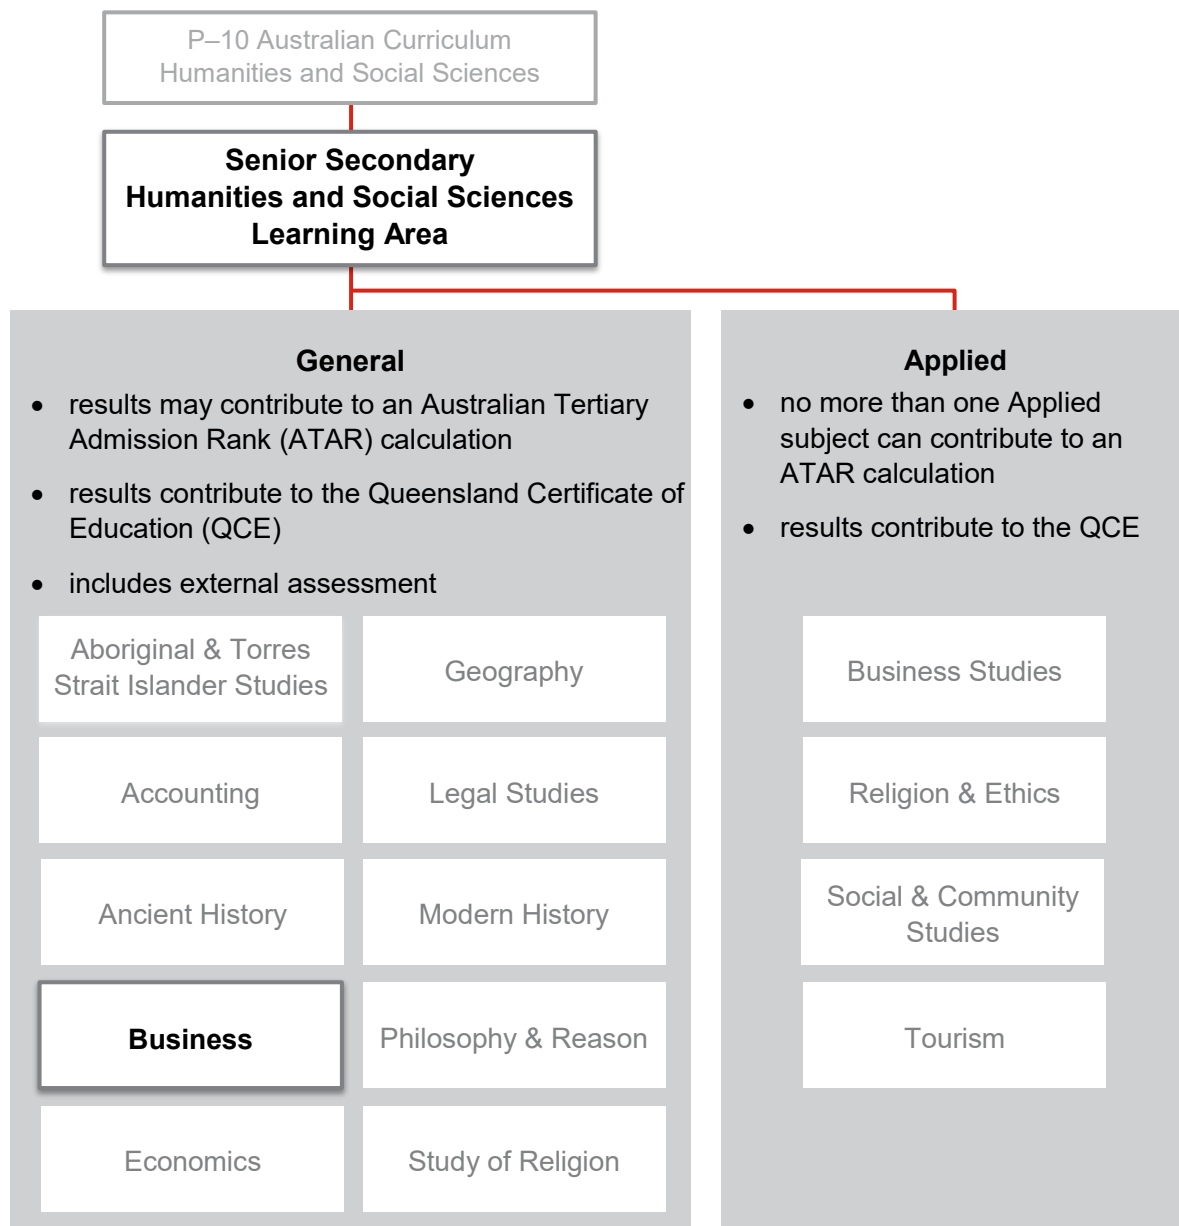 P–10 Australian Curriculum
Humanities and Social Sciences
Senior Secondary
Humanities and Social Sciences
Learning Area
General
• results may contribute to an Australian Tertiary
Admission Rank (ATAR) calculation
• results contribute to the Queensland Certificate of
Education (QCE)
• includes external assessment
Aboriginal & Torres
Strait Islander Studies
Geography
Accounting
Legal Studies
Ancient History
Modern History
Business
Philosophy & Reason
Economics
Study of Religion
Applied
• no more than one Applied
subject can contribute to an
ATAR calculation
• results contribute to the QCE
Business Studies
Religion & Ethics
Social & Community
Studies
Tourism